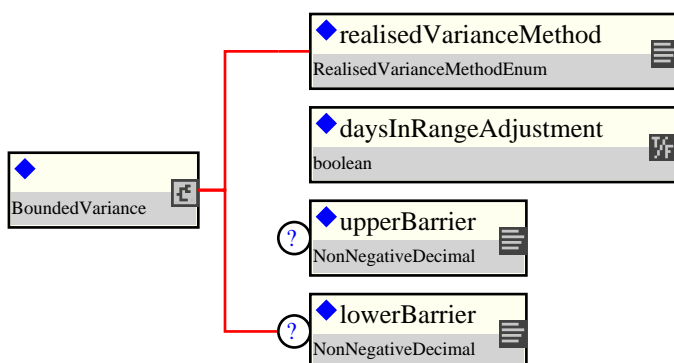 realisedVarianceMethod
RealisedVarianceMethodEnum
daysInRangeAdjustment
boolean
T/F
BoundedVariance
?
upperBarrier
NonNegativeDecimal
?
lowerBarrier
NonNegativeDecimal